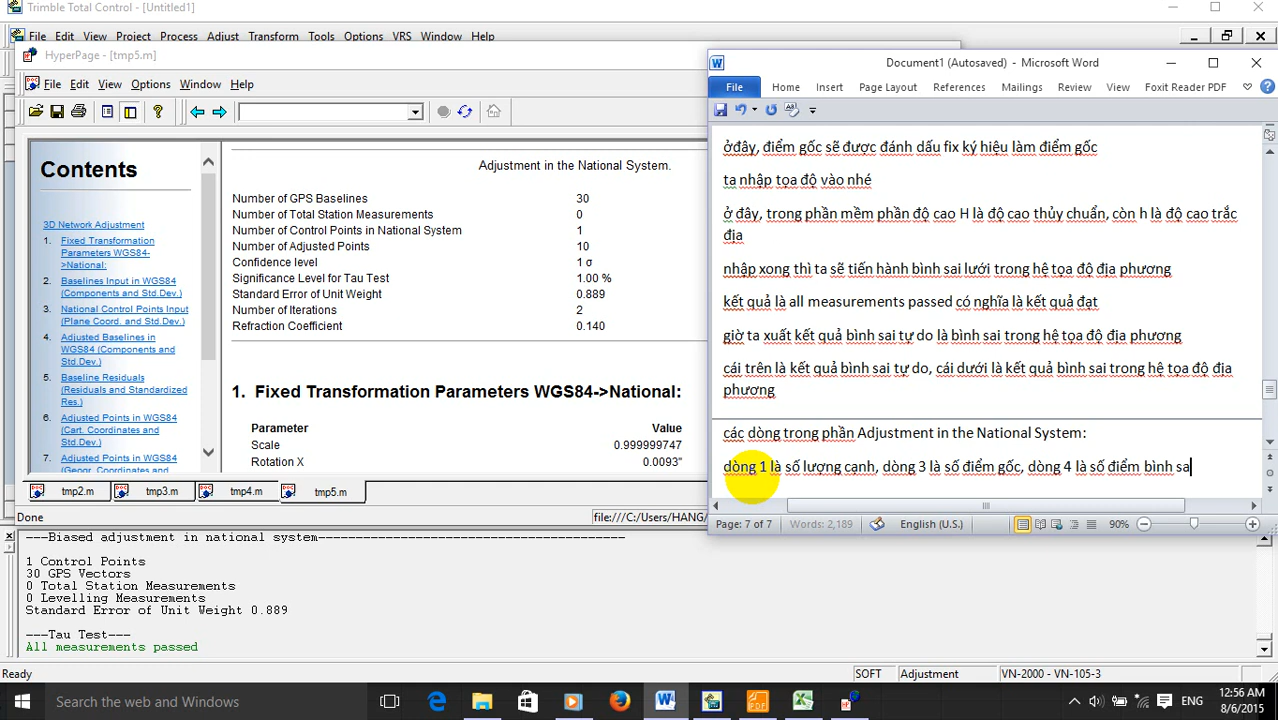 Trimble Total Control - [Untitled1]
File Edit View Project Process Adjust Transform Tools Options VRS Window Help
HyperPage - [tmp5.m]
File Edit View Options Window Help
Contents
3D Network Adjustment
1. Fixed Transformation
Parameters WGS84-
>National:
2. Baselines Input in WGS84
(Components and Std.Dev.)
3. National Control Points Input
(Plane Coord. and Std.Dev.)
4. Adjusted Baselines in
WGS84 (Components and
Std.Dev.)
5. Baseline Residuals
(Residuals and Standardized
Res.)
6. Adjusted Points in WGS84
(Cart. Coordinates and
Std.Dev.)
7. Adjusted Points in WGS84
(Geogr. Coordinates and
Adjustment in the National System.
Number of GPS Baselines 30
Number of Total Station Measurements 0
Number of Control Points in National System 1
Number of Adjusted Points 10
Confidence level 1 σ
Significance Level for Tau Test 1.00 %
Standard Error of Unit Weight 0.889
Number of Iterations 2
Refraction Coefficient 0.140
1. Fixed Transformation Parameters WGS84->National:
Parameter Value
Scale 0.999999747
Rotation X 0.0093"
tmp2.m tmp3.m tmp4.m tmp5.m
Done file:///C:/Users/HANG/
Document1 (Autosaved) - Microsoft Word
File Home Insert Page Layout References Mailings Review View Foxit Reader PDF
ởđây, điểm gốc sẽ được đánh dấu fix ký hiệu làm điểm gốc
ta nhập tọa độ vào nhé
ở đây, trong phần mềm phần độ cao H là độ cao thủy chuẩn, còn h là độ cao trắc
địa
nhập xong thì ta sẽ tiến hành bình sai lưới trong hệ tọa độ địa phương
kết quả là all measurements passed có nghĩa là kết quả đạt
giờ ta xuất kết quả bình sai tự do là bình sai trong hệ tọa độ địa phương
cái trên là kết quả bình sai tự do, cái dưới là kết quả bình sai trong hệ tọa độ địa
phương
các dòng trong phần Adjustment in the National System:
dòng 1 là số lượng cạnh, dòng 3 là số điểm gốc, dòng 4 là số điểm bình sa
Page: 7 of 7 Words: 2,189 English (U.S.) 90%
---Biased adjustment in national system---------------------------------------
1 Control Points
30 GPS Vectors
0 Total Station Measurements
0 Levelling Measurements
Standard Error of Unit Weight 0.889
---Tau Test---
All measurements passed
Ready SOFT Adjustment VN-2000 - VN-105-3
Search the web and Windows
ENG
12:56 AM
8/6/2015